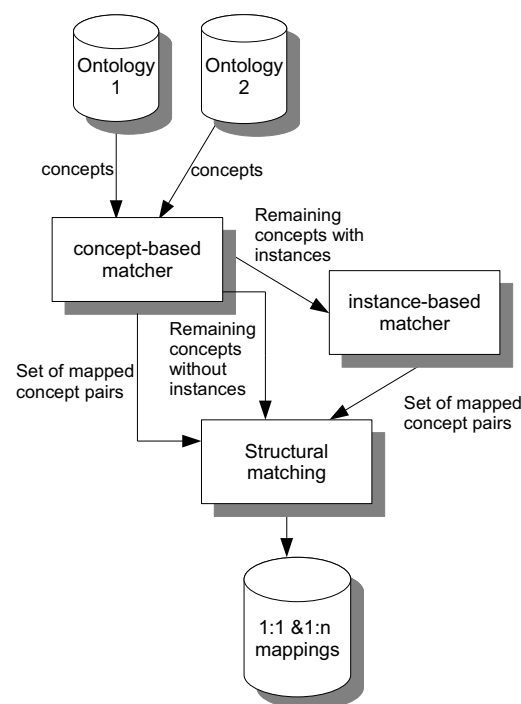 Ontology
1
Ontology
2
concepts
concepts
concept-based
matcher
Remaining
concepts with
instances
instance-based
matcher
Remaining
concepts
without
instances
Set of mapped
concept pairs
Set of mapped
concept pairs
Structural
matching
1:1 &1:n
mappings